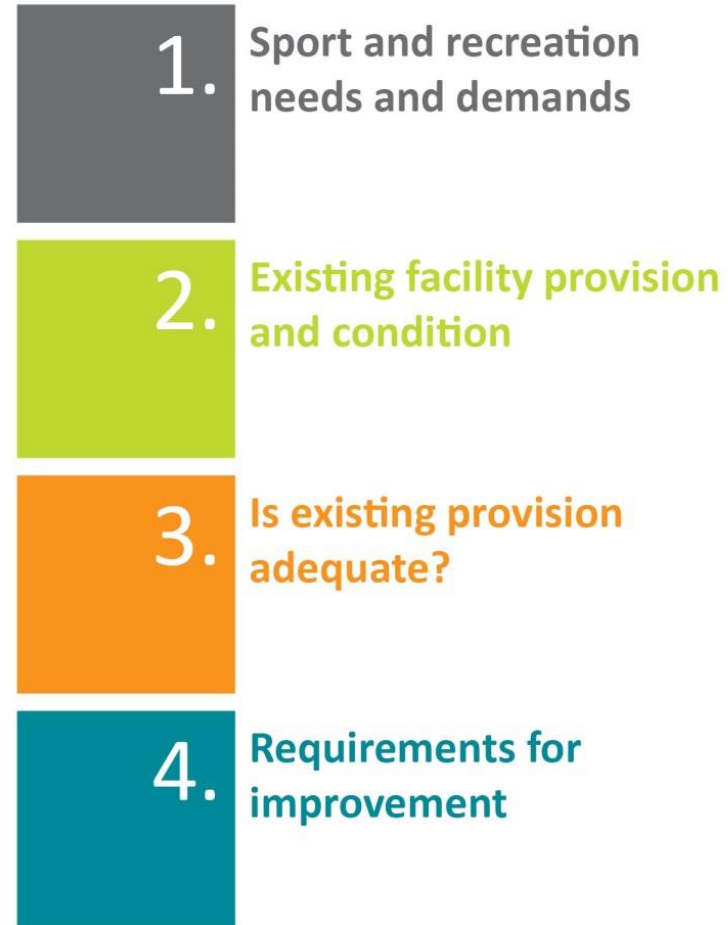 1. Sport and recreation
needs and demands
2. Existing facility provision
and condition
3. Is existing provision
adequate?
4. Requirements for
improvement